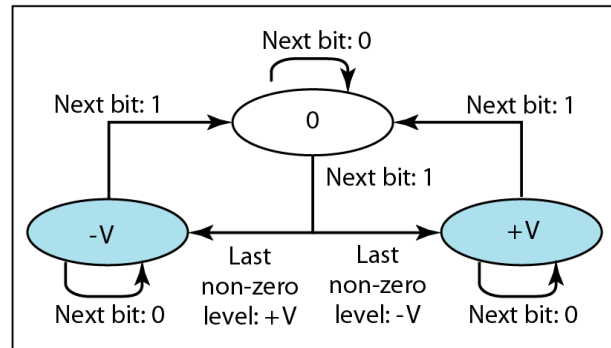 Next bit: 0
Next bit: 1
Next bit: 1
0
Next bit: 1
-V
+V
Last
non-zero
level: +V
Last
non-zero
level: -V
Next bit: 0
Next bit: 0